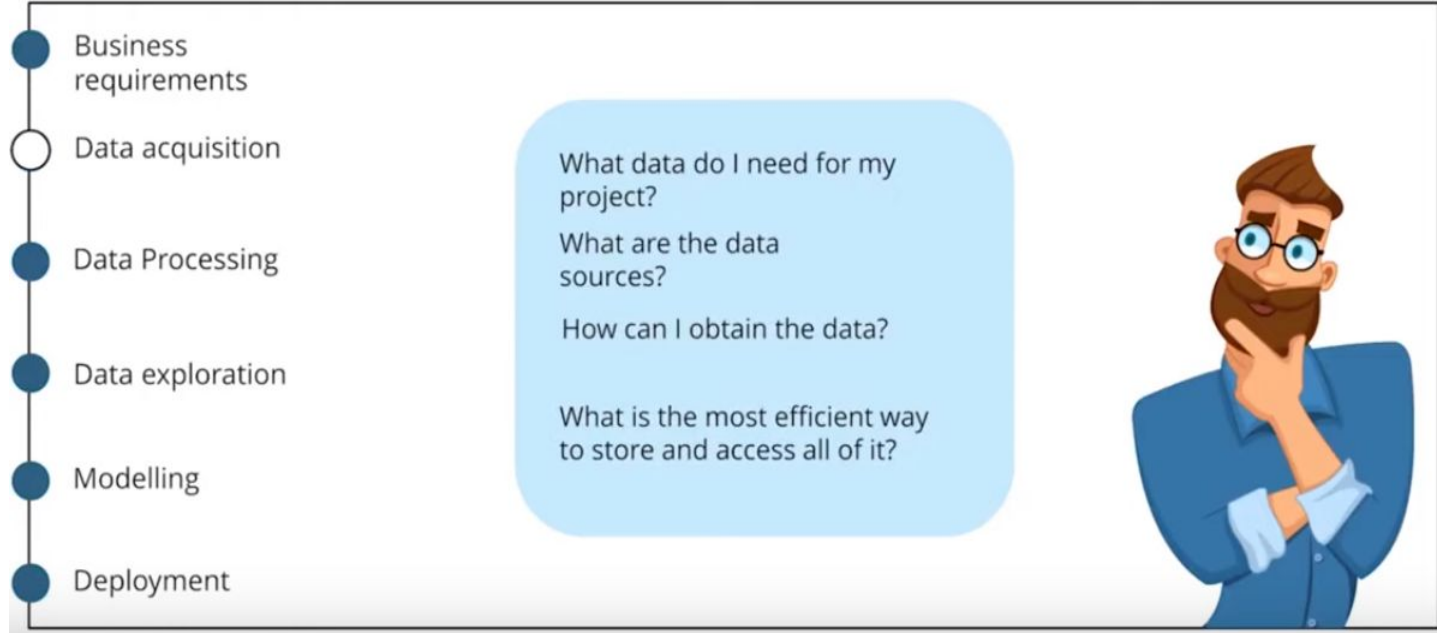 Business
requirements
Data acquisition
Data Processing
Data exploration
Modelling
Deployment
What data do I need for my
project?
What are the data
sources?
How can I obtain the data?
What is the most efficient way
to store and access all of it?